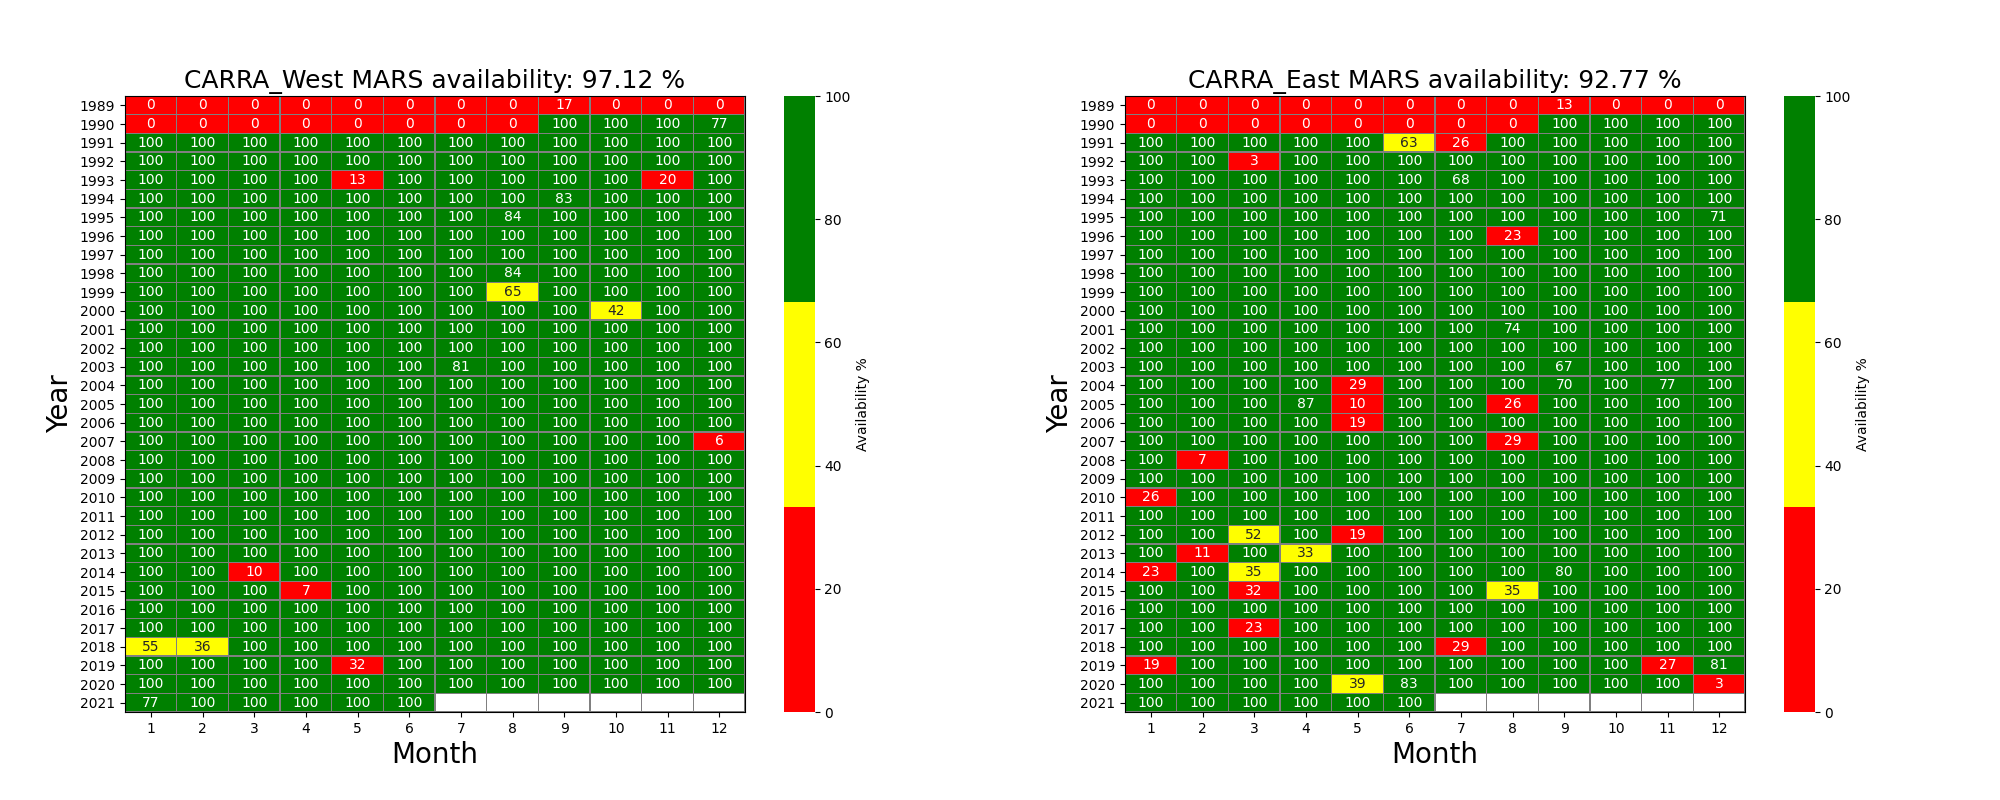 CARRA_West MARS availability: 97.12 %
1989 0 0 0 0 0 0 0 0 17 0 0 0
1990 0 0 0 0 0 0 0 0 100 100 100 77
1991 100 100 100 100 100 100 100 100 100 100 100 100
1992 100 100 100 100 100 100 100 100 100 100 100 100
1993 100 100 100 100 13 100 100 100 100 100 20 100
1994 100 100 100 100 100 100 100 100 83 100 100 100
1995 100 100 100 100 100 100 100 84 100 100 100 100
1996 100 100 100 100 100 100 100 100 100 100 100 100
1997 100 100 100 100 100 100 100 100 100 100 100 100
1998 100 100 100 100 100 100 100 84 100 100 100 100
1999 100 100 100 100 100 100 100 65 100 100 100 100
2000 100 100 100 100 100 100 100 100 100 42 100 100
2001 100 100 100 100 100 100 100 100 100 100 100 100
2002 100 100 100 100 100 100 100 100 100 100 100 100
2003 100 100 100 100 100 100 81 100 100 100 100 100
2004 100 100 100 100 100 100 100 100 100 100 100 100
2005 100 100 100 100 100 100 100 100 100 100 100 100
2006 100 100 100 100 100 100 100 100 100 100 100 100
2007 100 100 100 100 100 100 100 100 100 100 100 6
2008 100 100 100 100 100 100 100 100 100 100 100 100
2009 100 100 100 100 100 100 100 100 100 100 100 100
2010 100 100 100 100 100 100 100 100 100 100 100 100
2011 100 100 100 100 100 100 100 100 100 100 100 100
2012 100 100 100 100 100 100 100 100 100 100 100 100
2013 100 100 100 100 100 100 100 100 100 100 100 100
2014 100 100 10 100 100 100 100 100 100 100 100 100
2015 100 100 100 7 100 100 100 100 100 100 100 100
2016 100 100 100 100 100 100 100 100 100 100 100 100
2017 100 100 100 100 100 100 100 100 100 100 100 100
2018 55 36 100 100 100 100 100 100 100 100 100 100
2019 100 100 100 100 32 100 100 100 100 100 100 100
2020 100 100 100 100 100 100 100 100 100 100 100 100
2021 77 100 100 100 100 100
1 2 3 4 5 6 7 8 9 10 11 12
Month
Year
100
80
60
40
20
0
Availability %
CARRA_East MARS availability: 92.77 %
1989 0 0 0 0 0 0 0 0 13 0 0 0
1990 0 0 0 0 0 0 0 0 100 100 100 100
1991 100 100 100 100 100 63 26 100 100 100 100 100
1992 100 100 3 100 100 100 100 100 100 100 100 100
1993 100 100 100 100 100 100 68 100 100 100 100 100
1994 100 100 100 100 100 100 100 100 100 100 100 100
1995 100 100 100 100 100 100 100 100 100 100 100 71
1996 100 100 100 100 100 100 100 23 100 100 100 100
1997 100 100 100 100 100 100 100 100 100 100 100 100
1998 100 100 100 100 100 100 100 100 100 100 100 100
1999 100 100 100 100 100 100 100 100 100 100 100 100
2000 100 100 100 100 100 100 100 100 100 100 100 100
2001 100 100 100 100 100 100 100 74 100 100 100 100
2002 100 100 100 100 100 100 100 100 100 100 100 100
2003 100 100 100 100 100 100 100 100 67 100 100 100
2004 100 100 100 100 29 100 100 100 70 100 77 100
2005 100 100 100 87 10 100 100 26 100 100 100 100
2006 100 100 100 100 19 100 100 100 100 100 100 100
2007 100 100 100 100 100 100 100 29 100 100 100 100
2008 100 7 100 100 100 100 100 100 100 100 100 100
2009 100 100 100 100 100 100 100 100 100 100 100 100
2010 26 100 100 100 100 100 100 100 100 100 100 100
2011 100 100 100 100 100 100 100 100 100 100 100 100
2012 100 100 52 100 19 100 100 100 100 100 100 100
2013 100 11 100 33 100 100 100 100 100 100 100 100
2014 23 100 35 100 100 100 100 100 80 100 100 100
2015 100 100 32 100 100 100 100 35 100 100 100 100
2016 100 100 100 100 100 100 100 100 100 100 100 100
2017 100 100 23 100 100 100 100 100 100 100 100 100
2018 100 100 100 100 100 100 29 100 100 100 100 100
2019 19 100 100 100 100 100 100 100 100 100 27 81
2020 100 100 100 100 39 83 100 100 100 100 100 3
2021 100 100 100 100 100 100
1 2 3 4 5 6 7 8 9 10 11 12
Month
Year
100
80
60
40
20
0
Availability %